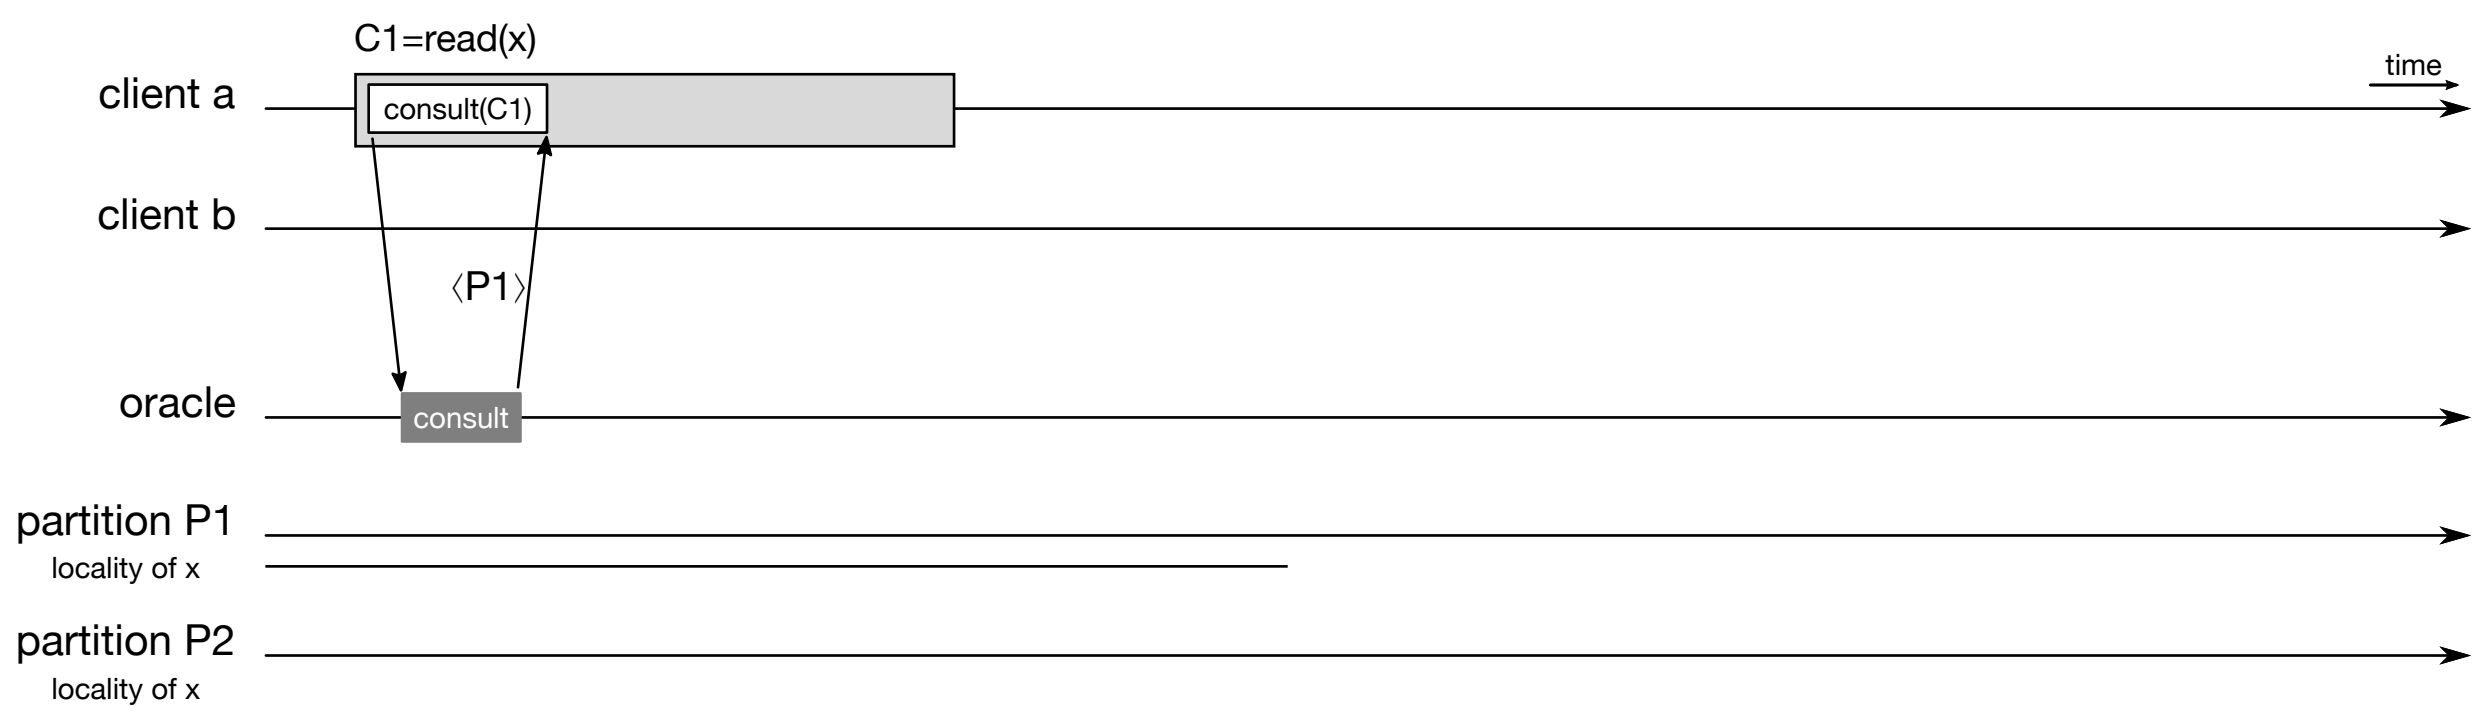 C1=read(x)
time
client a
consult(C1)
client b
〈P1〉
oracle
consult
partition P1
locality of x
partition P2
locality of x